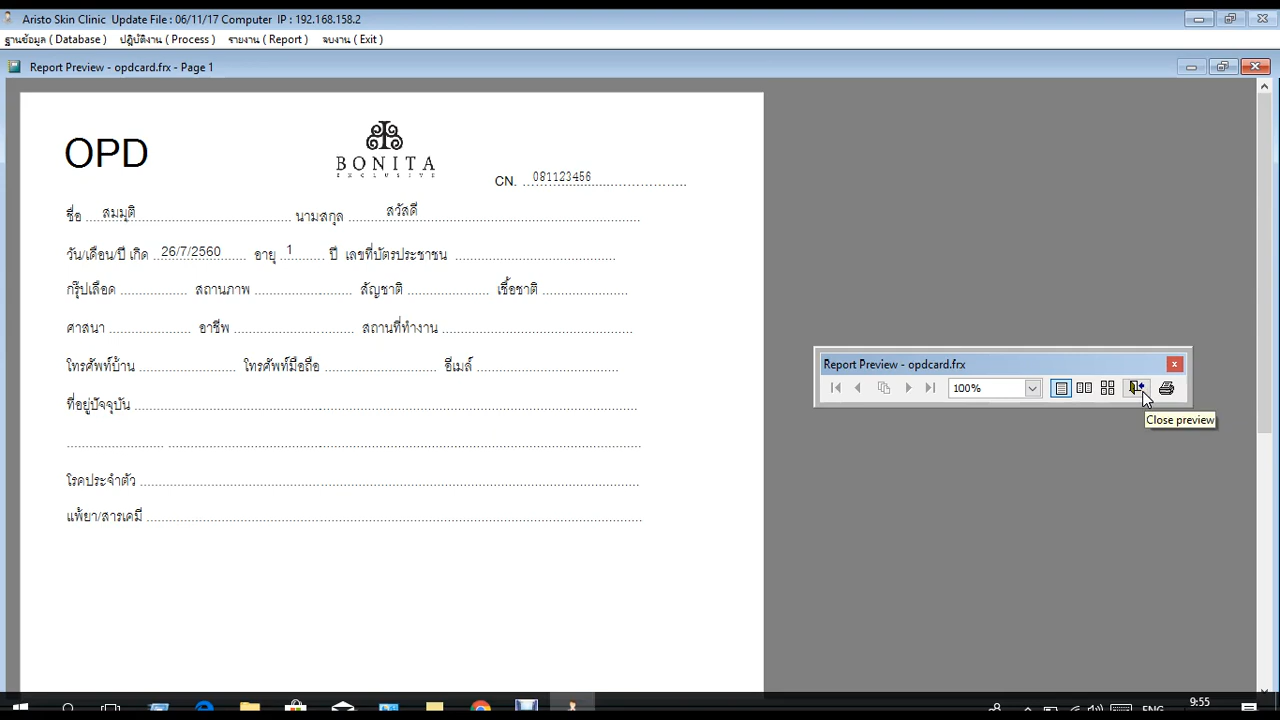 Aristo Skin Clinic Update File : 06/11/17 Computer IP : 192.168.158.2
ฐานข้อมูล ( Database ) ปฏิบัติงาน ( Process ) รายงาน ( Report ) จบงาน ( Exit )
Report Preview - opdcard.frx - Page 1
OPD
BONITA
EXCLUSIVE
CN. 081123456
ชื่อ สมมุติ นามสกุล สวัสดี
วัน/เดือน/ปี เกิด 26/7/2560 อายุ 1 ปี เลขที่บัตรประชาชน
กรุ๊ปเลือด สถานภาพ สัญชาติ เชื้อชาติ
ศาสนา อาชีพ สถานที่ทำงาน
โทรศัพท์บ้าน โทรศัพท์มือถือ อีเมล์
ที่อยู่ปัจจุบัน
โรคประจำตัว
แพ้ยา/สารเคมี
Report Preview - opdcard.frx
100%
Close preview
9:55
ENG